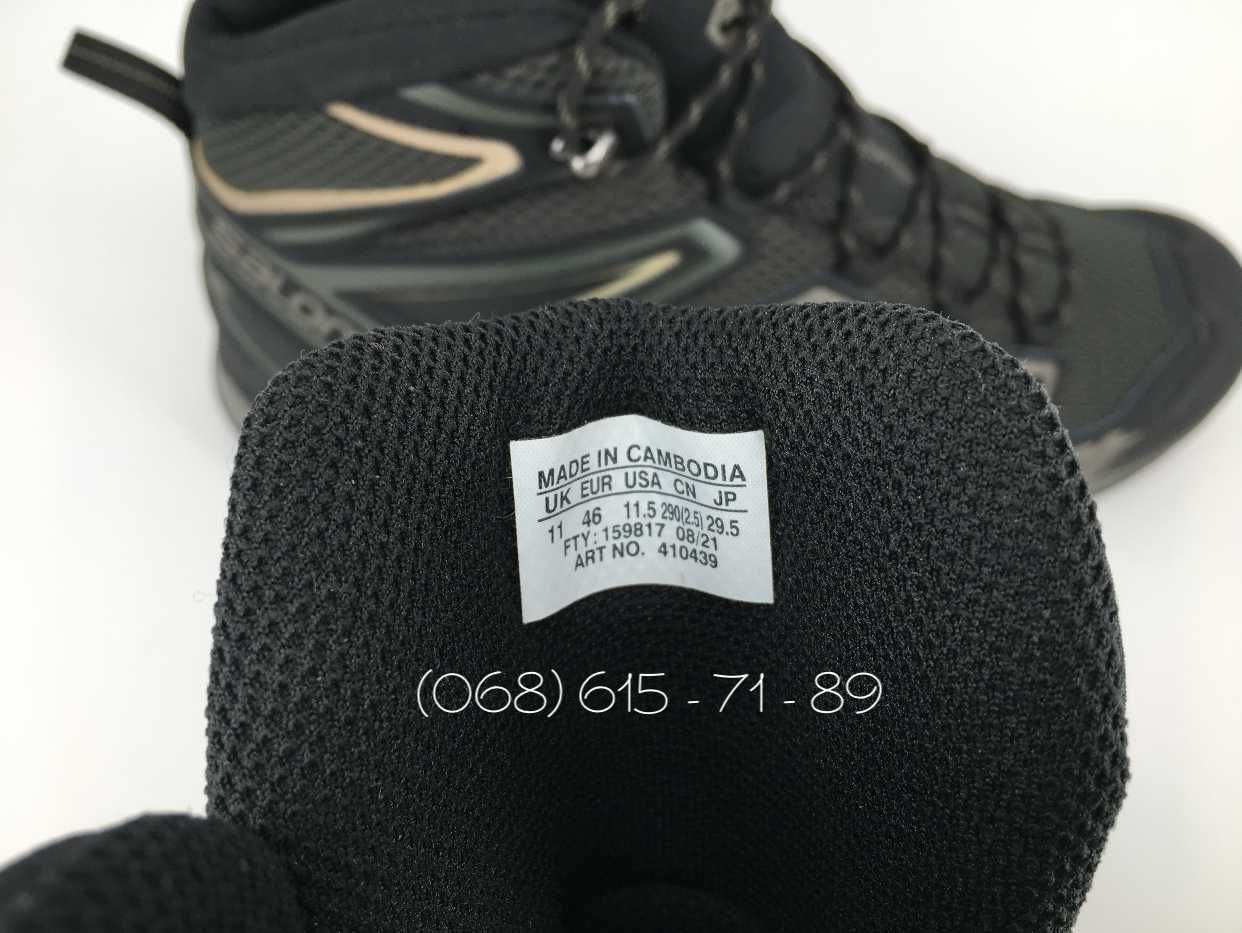 SALOMON
MADE IN CAMBODIA
UK EUR USA CN JP
11 46 11.5 290(2.5) 29.5
FTY: 159817 08/21
ART NO. 410439
(068) 615 - 71 - 89